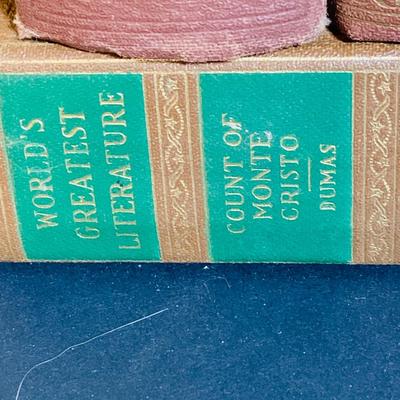 WORLD'S
GREATEST
LITERATURE
COUNT OF
MONTE
CRISTO
DUMAS